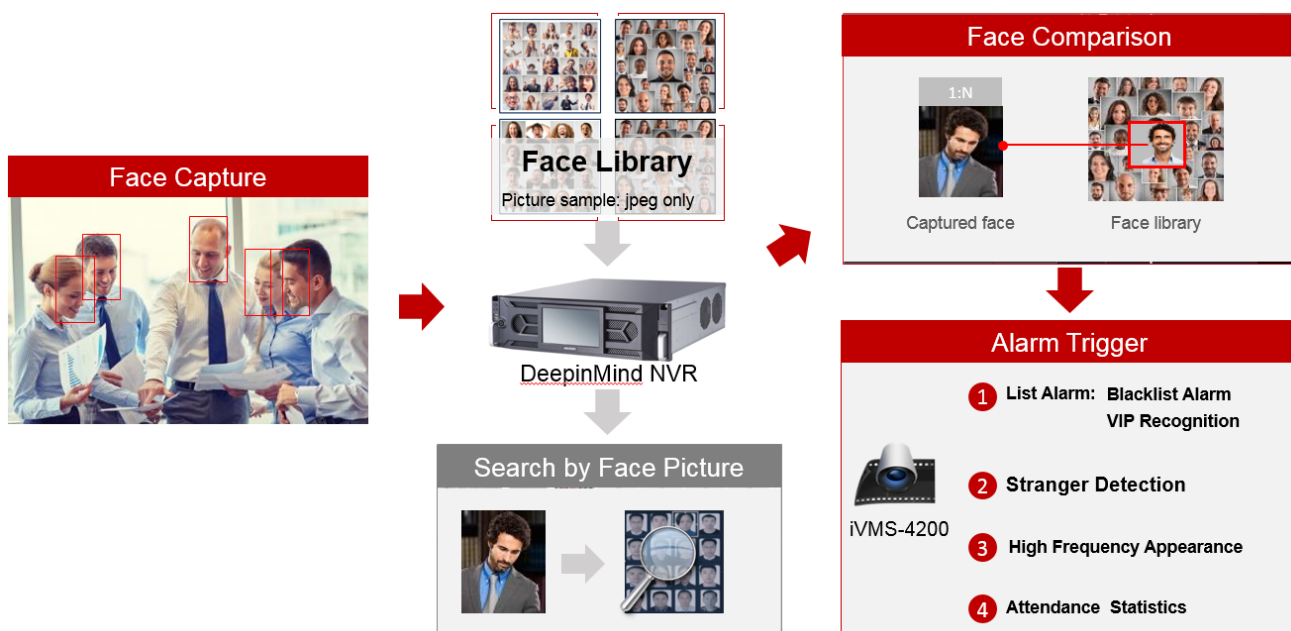 Face Capture
Face Library
Picture sample: jpeg only
DeepinMind NVR
Search by Face Picture
Face Comparison
1:N
Captured face
Face library
Alarm Trigger
iVMS-4200
1 List Alarm: Blacklist Alarm
VIP Recognition
2 Stranger Detection
3 High Frequency Appearance
4 Attendance Statistics